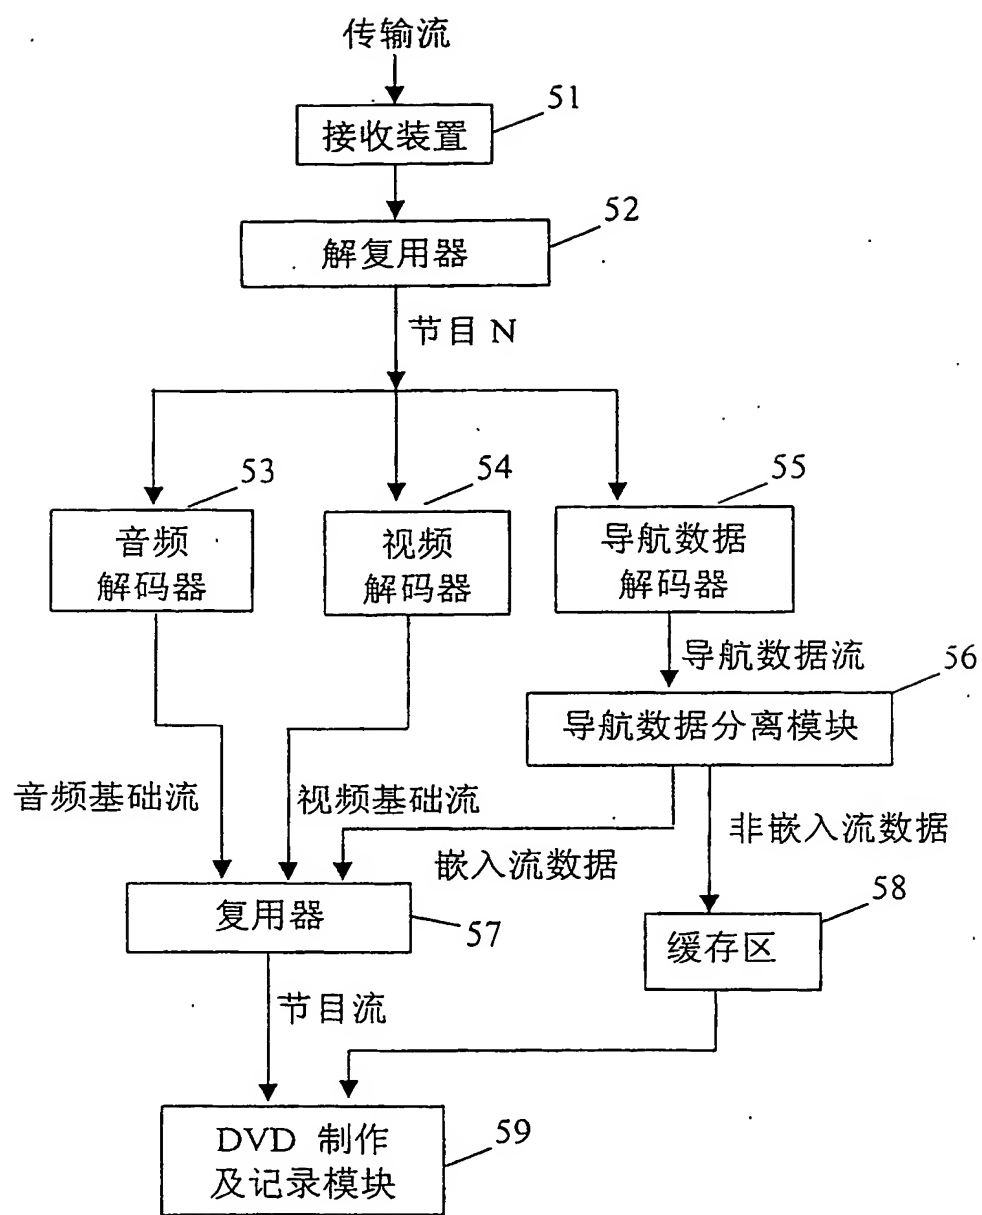 传输流
51
接收装置
52
解复用器
节目 N
53
54
55
音频
解码器
视频
解码器
导航数据
解码器
导航数据流
56
导航数据分离模块
音频基础流
视频基础流
嵌入流数据
非嵌入流数据
58
复用器
57
缓存区
节目流
DVD 制作
及记录模块
59